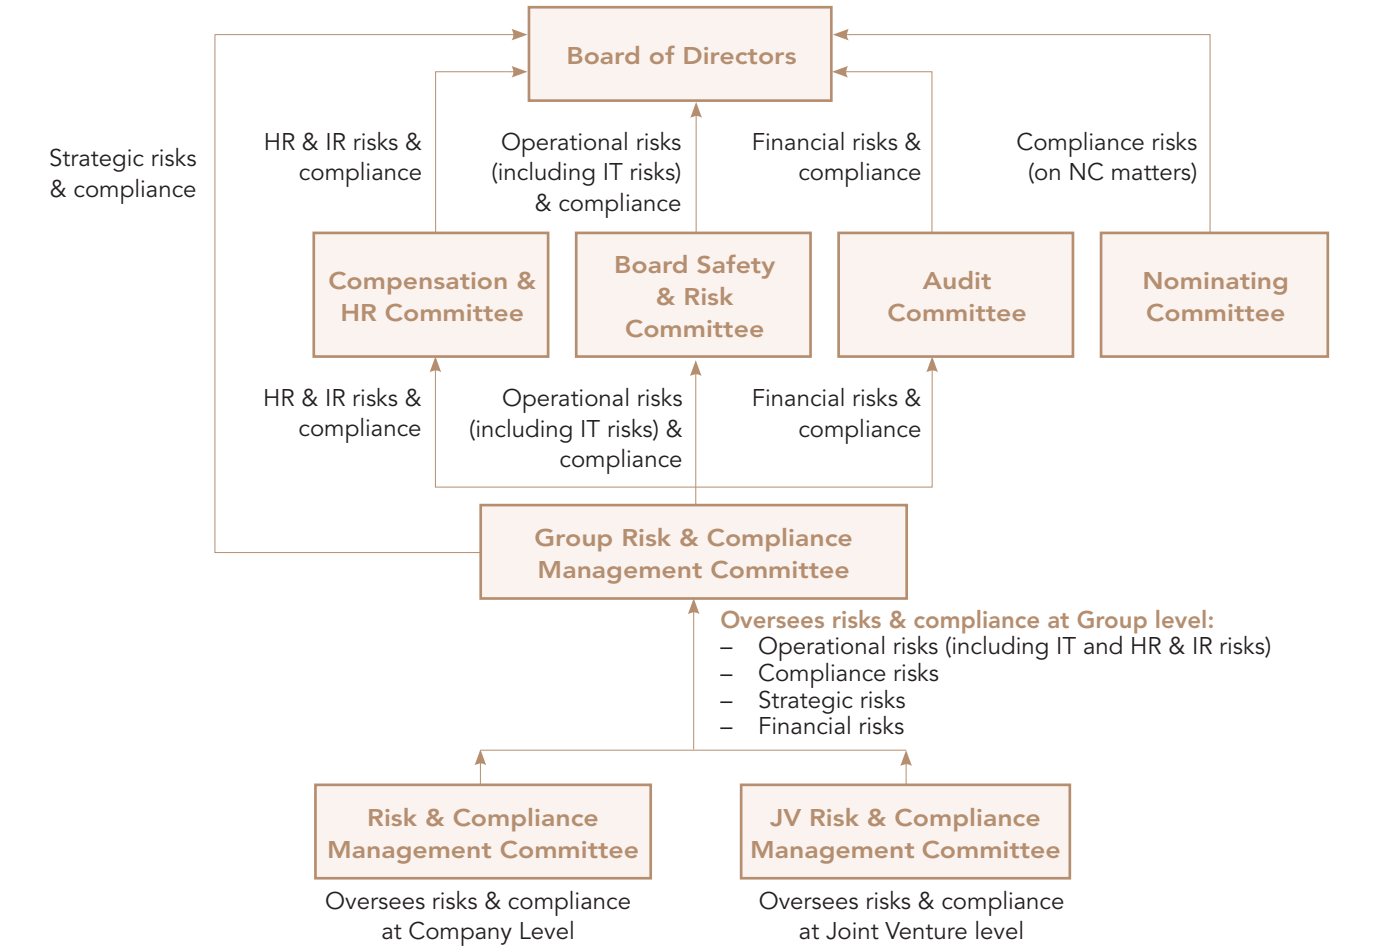 Board of Directors
Strategic risks
& compliance
HR & IR risks &
compliance
Operational risks
(including IT risks)
& compliance
Financial risks &
compliance
Compliance risks
(on NC matters)
Compensation &
HR Committee
Board Safety
& Risk
Committee
Audit
Committee
Nominating
Committee
HR & IR risks &
compliance
Operational risks
(including IT risks) &
compliance
Financial risks &
compliance
Group Risk & Compliance
Management Committee
Oversees risks & compliance at Group level:
– Operational risks (including IT and HR & IR risks)
– Compliance risks
– Strategic risks
– Financial risks
Risk & Compliance
Management Committee
Oversees risks & compliance
at Company Level
JV Risk & Compliance
Management Committee
Oversees risks & compliance
at Joint Venture level